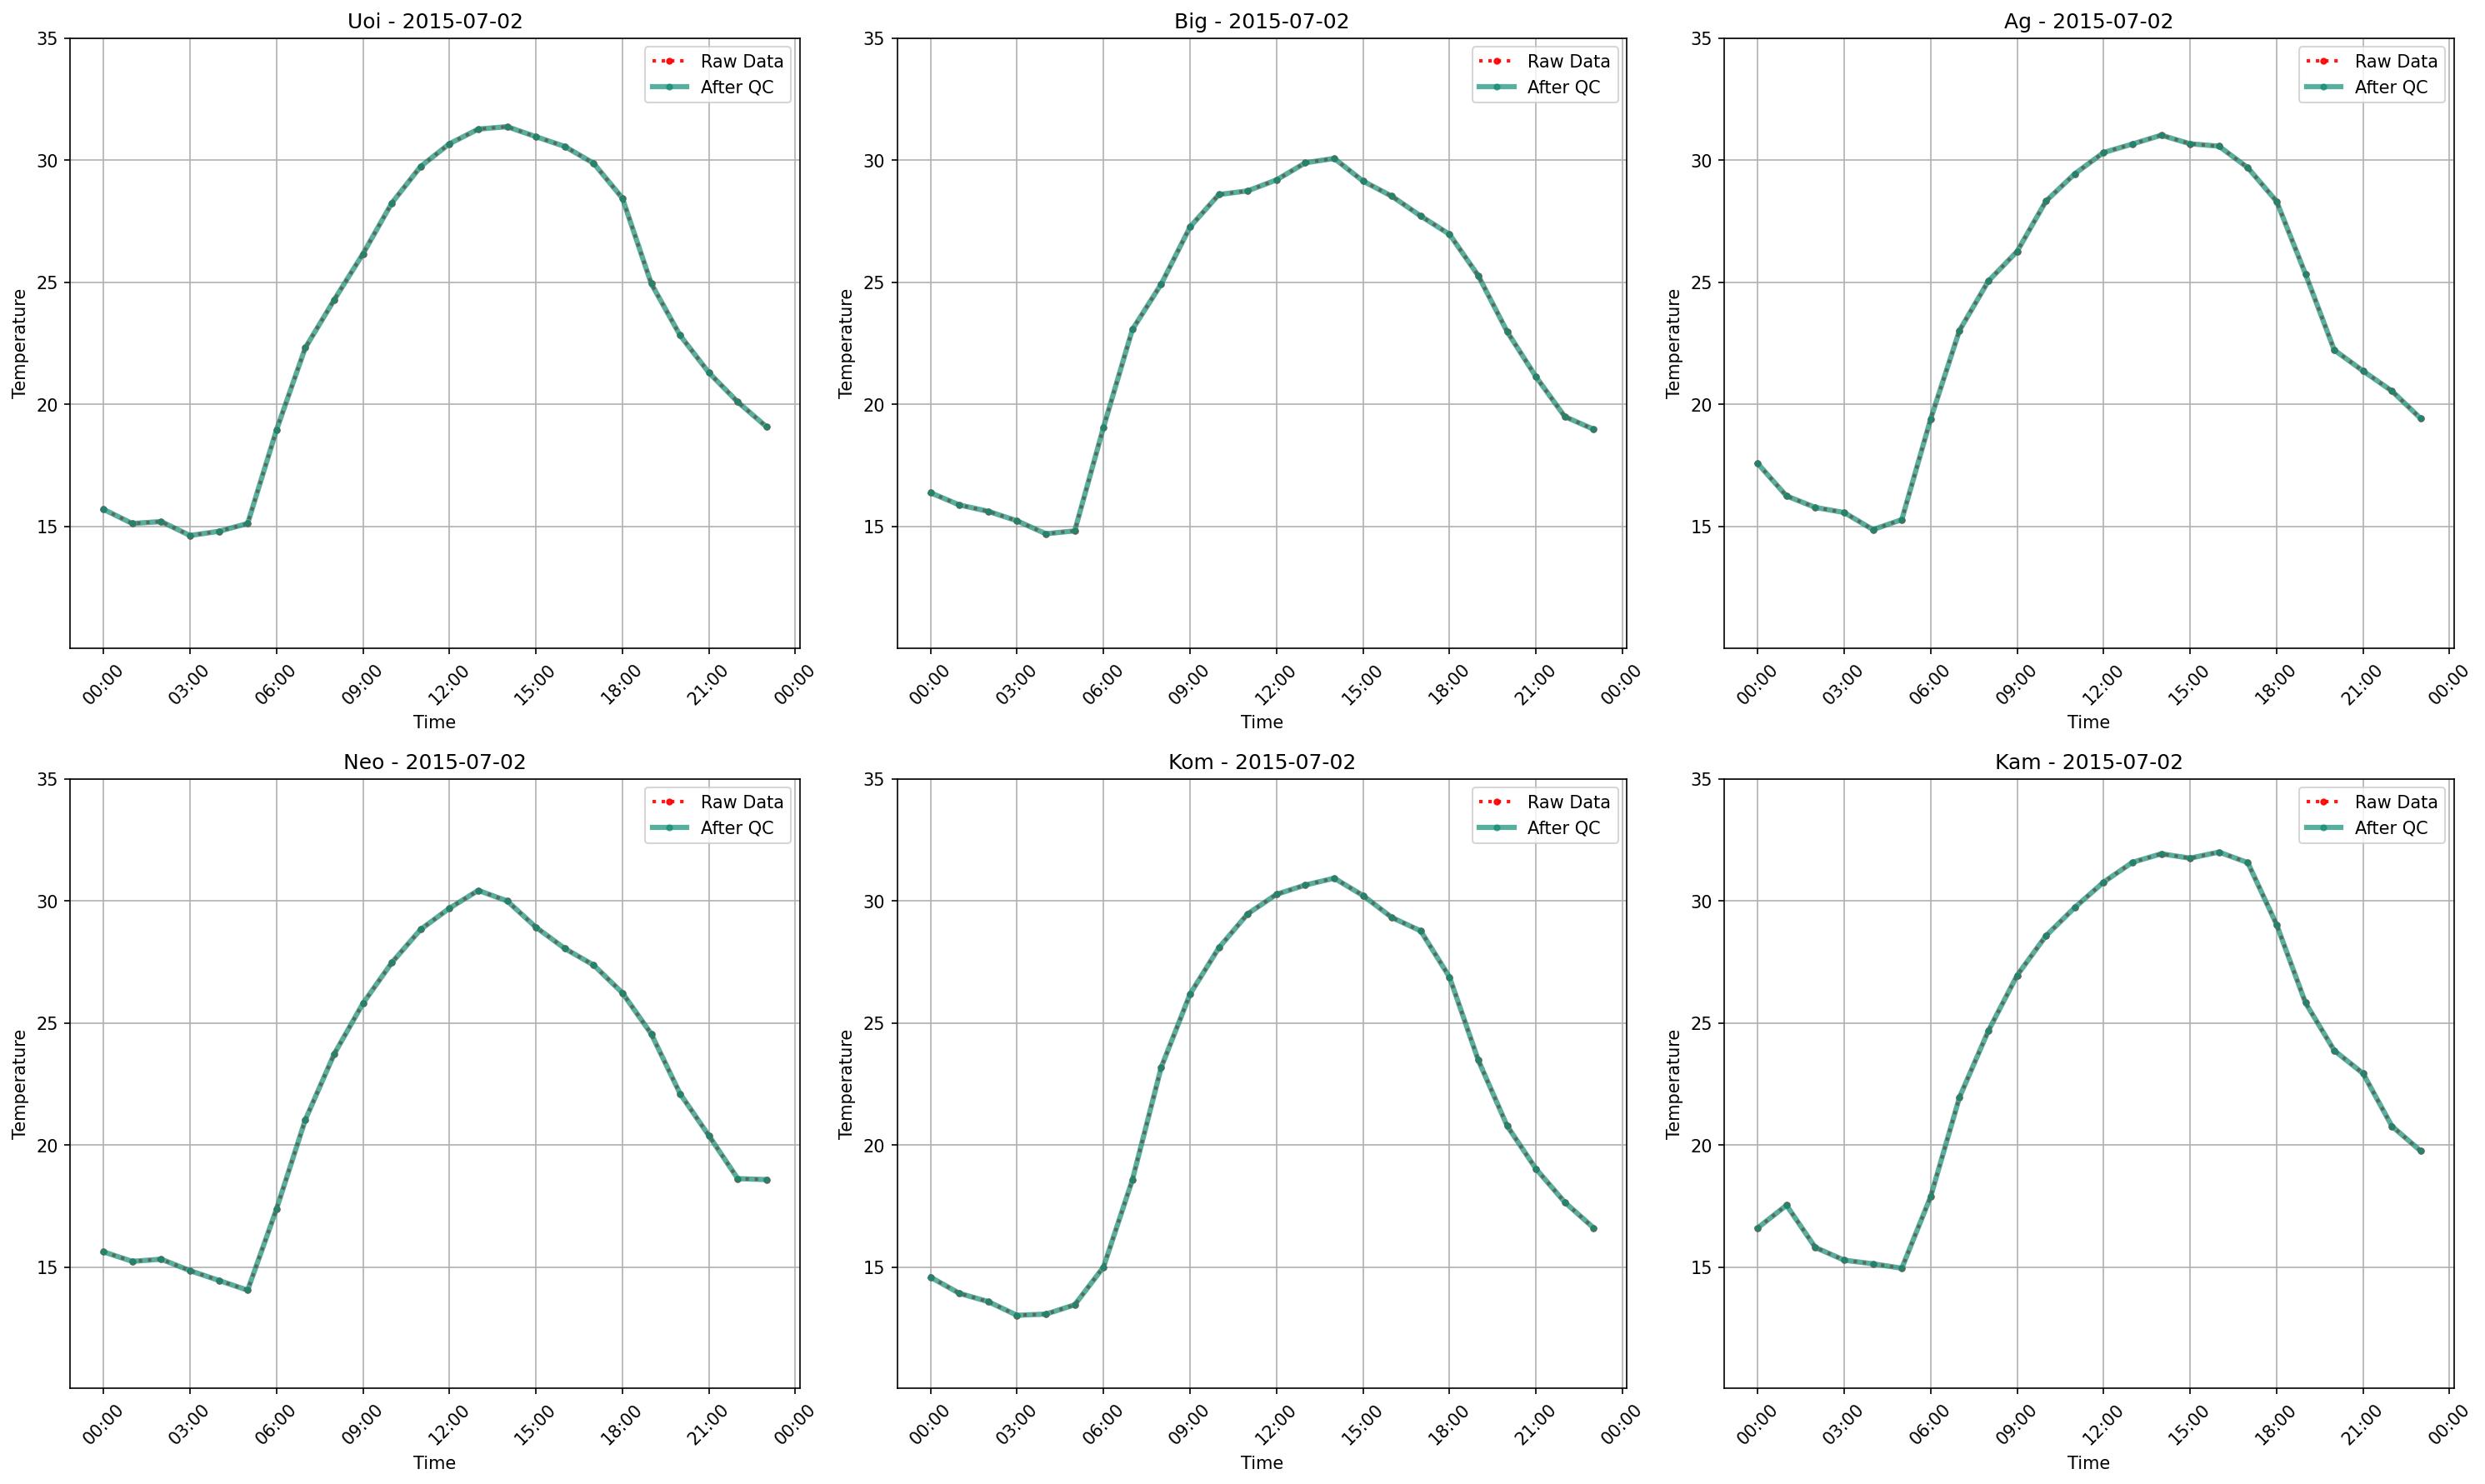 Uoi - 2015-07-02
35
30
25
20
15
Temperature
Raw Data
After QC
00:00
03:00
06:00
09:00
12:00
15:00
18:00
21:00
00:00
Time
Big - 2015-07-02
35
30
25
20
15
Temperature
Raw Data
After QC
00:00
03:00
06:00
09:00
12:00
15:00
18:00
21:00
00:00
Time
Ag - 2015-07-02
35
30
25
20
15
Temperature
Raw Data
After QC
00:00
03:00
06:00
09:00
12:00
15:00
18:00
21:00
00:00
Time
Neo - 2015-07-02
35
30
25
20
15
Temperature
Raw Data
After QC
00:00
03:00
06:00
09:00
12:00
15:00
18:00
21:00
00:00
Time
Kom - 2015-07-02
35
30
25
20
15
Temperature
Raw Data
After QC
00:00
03:00
06:00
09:00
12:00
15:00
18:00
21:00
00:00
Time
Kam - 2015-07-02
35
30
25
20
15
Temperature
Raw Data
After QC
00:00
03:00
06:00
09:00
12:00
15:00
18:00
21:00
00:00
Time